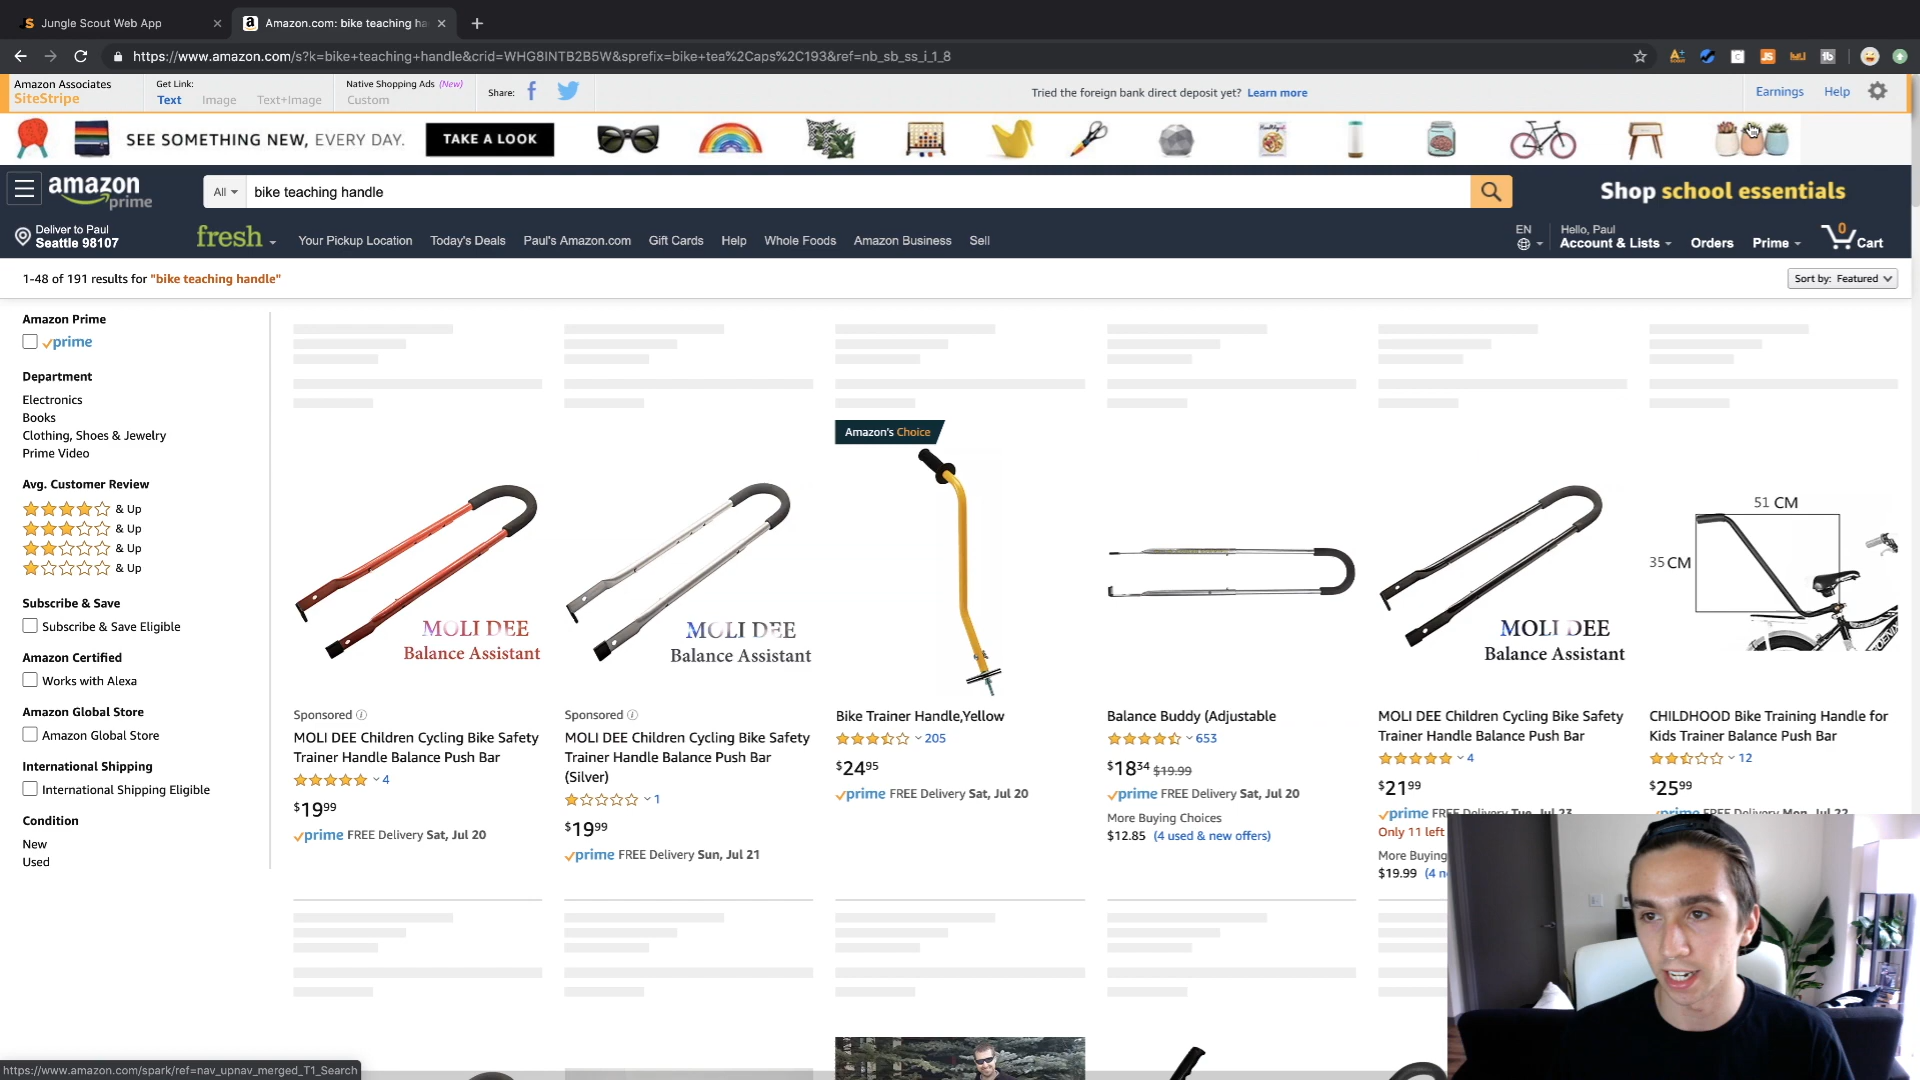 Jungle Scout Web App
Amazon.com: bike teaching ha
https://www.amazon.com/s?k=bike+teaching+handle&crid=WHG8INTB2B5W&sprefix=bike+tea%2Caps%2C193&ref=nb_sb_ss_i_1_8
Amazon Associates
SiteStripe
Get Link:
Text Image Text+Image
Native Shopping Ads (New)
Custom
Share:
Tried the foreign bank direct deposit yet? Learn more
Earnings Help
SEE SOMETHING NEW, EVERY DAY. TAKE A LOOK
amazon
prime
All bike teaching handle
Shop school essentials
Deliver to Paul
Seattle 98107
fresh
Your Pickup Location Today's Deals Paul's Amazon.com Gift Cards Help Whole Foods Amazon Business Sell
EN
Hello, Paul
Account & Lists
Orders
Prime
0
Cart
1-48 of 191 results for "bike teaching handle"
Sort by: Featured
Amazon Prime
prime
Department
Electronics
Books
Clothing, Shoes & Jewelry
Prime Video
Avg. Customer Review
& Up
& Up
& Up
& Up
Subscribe & Save
Subscribe & Save Eligible
Amazon Certified
Works with Alexa
Amazon Global Store
Amazon Global Store
International Shipping
International Shipping Eligible
Condition
New
Used
MOLI DEE
Balance Assistant
Sponsored
MOLI DEE Children Cycling Bike Safety
Trainer Handle Balance Push Bar
4
$19.99
prime FREE Delivery Sat, Jul 20
MOLI DEE
Balance Assistant
Sponsored
MOLI DEE Children Cycling Bike Safety
Trainer Handle Balance Push Bar
(Silver)
1
$19.99
prime FREE Delivery Sun, Jul 21
Amazon's Choice
Bike Trainer Handle,Yellow
205
$24.95
prime FREE Delivery Sat, Jul 20
Balance Buddy (Adjustable
653
$18.34 $19.99
prime FREE Delivery Sat, Jul 20
More Buying Choices
$12.85 (4 used & new offers)
MOLI DEE
Balance Assistant
MOLI DEE Children Cycling Bike Safety
Trainer Handle Balance Push Bar
4
$21.99
prime FREE Delivery Tue, Jul 23
Only 11 left
More Buying
$19.99 (4 n
51 CM
35 CM
CHILDHOOD Bike Training Handle for
Kids Trainer Balance Push Bar
12
$25.99
prime FREE Delivery Mon, Jul 22
https://www.amazon.com/spark/ref=nav_upnav_merged_T1_Search